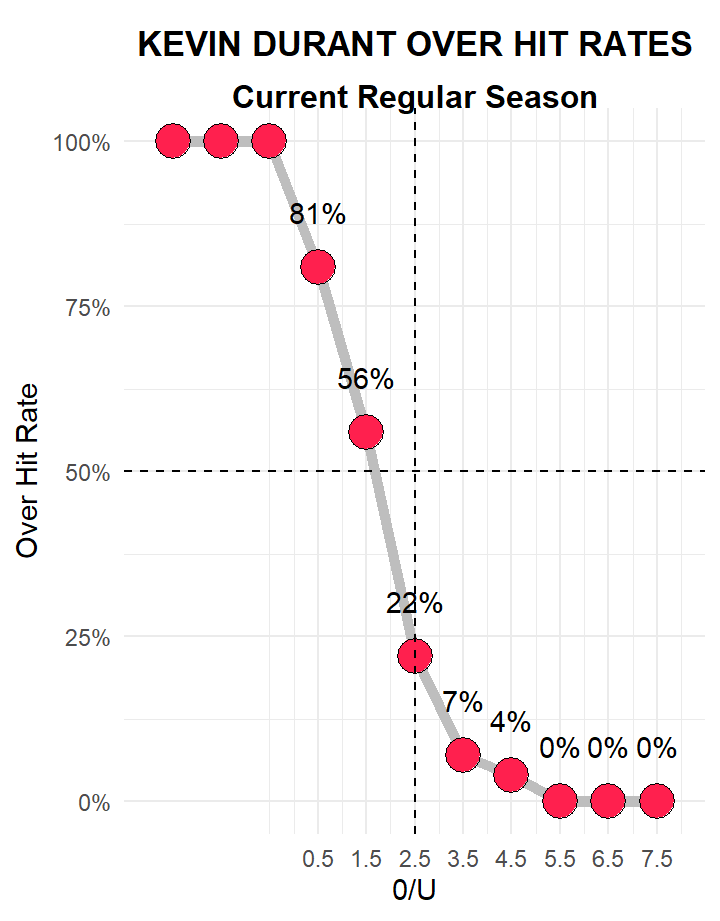 KEVIN DURANT OVER HIT RATES
Current Regular Season
100%
81%
75%
56%
Over Hit Rate
50%
22%
25%
7%
4%
0% 0% 0%
0%
0.5 1.5 2.5 3.5 4.5 5.5 6.5 7.5
0/U